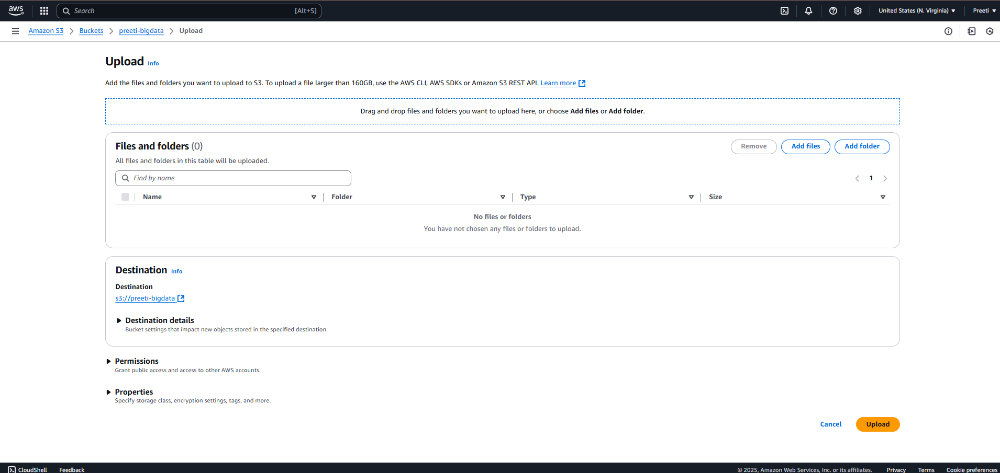 aws Search [Alt+S] United States (N. Virginia) Preeti
Amazon S3 Buckets preeti-bigdata Upload
Upload Info
Add the files and folders you want to upload to S3. To upload a file larger than 160GB, use the AWS CLI, AWS SDKs or Amazon S3 REST API. Learn more
Drag and drop files and folders you want to upload here, or choose Add files or Add folder.
Files and folders (0) Remove Add files Add folder
All files and folders in this table will be uploaded.
Find by name 1
Name Folder Type Size
No files or folders
You have not chosen any files or folders to upload.
Destination Info
Destination
s3://preeti-bigdata
Destination details
Bucket settings that impact new objects stored in the specified destination.
Permissions
Grant public access and access to other AWS accounts.
Properties
Specify storage class, encryption settings, tags, and more.
Cancel Upload
CloudShell Feedback © 2025, Amazon Web Services, Inc. or its affiliates. Privacy Terms Cookie preferences